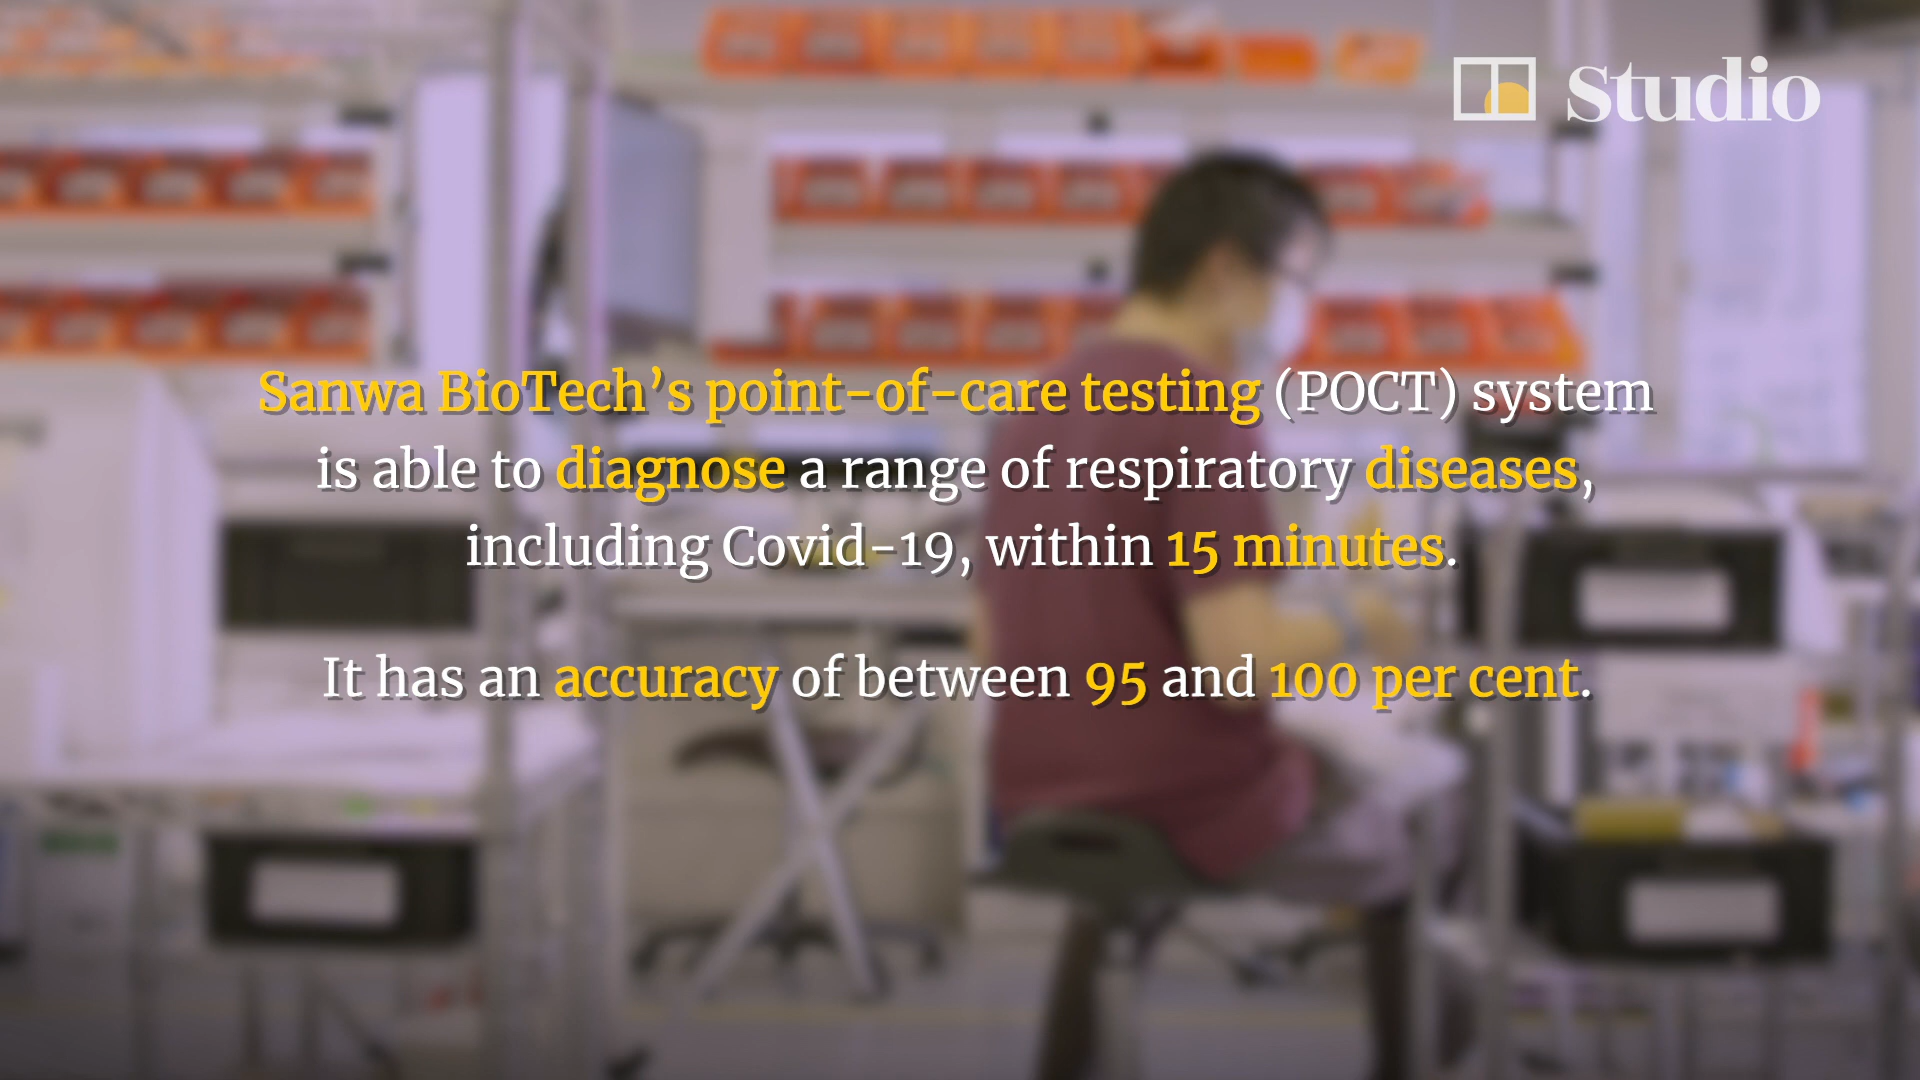 Studio
Sanwa BioTech’s point-of-care testing (POCT) system
is able to diagnose a range of respiratory diseases,
including Covid-19, within 15 minutes.
It has an accuracy of between 95 and 100 per cent.